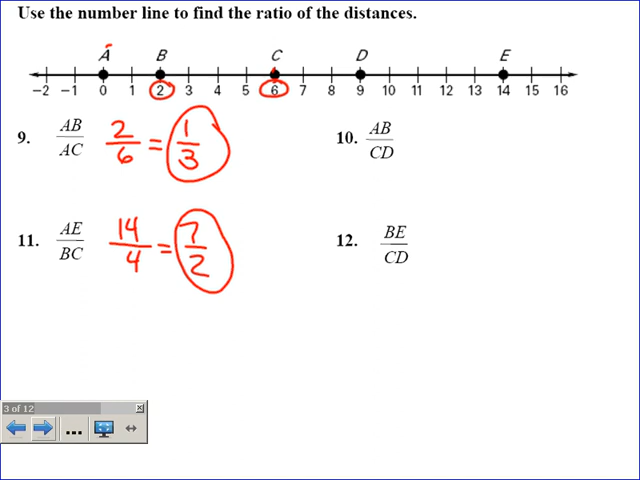 Use the number line to find the ratio of the distances.
A B C D E
−2 −1 0 1 2 3 4 5 6 7 8 9 10 11 12 13 14 15 16
9. AB/AC 2/6 = 1/3
10. AB/CD
11. AE/BC 14/4 = 7/2
12. BE/CD
3 of 12